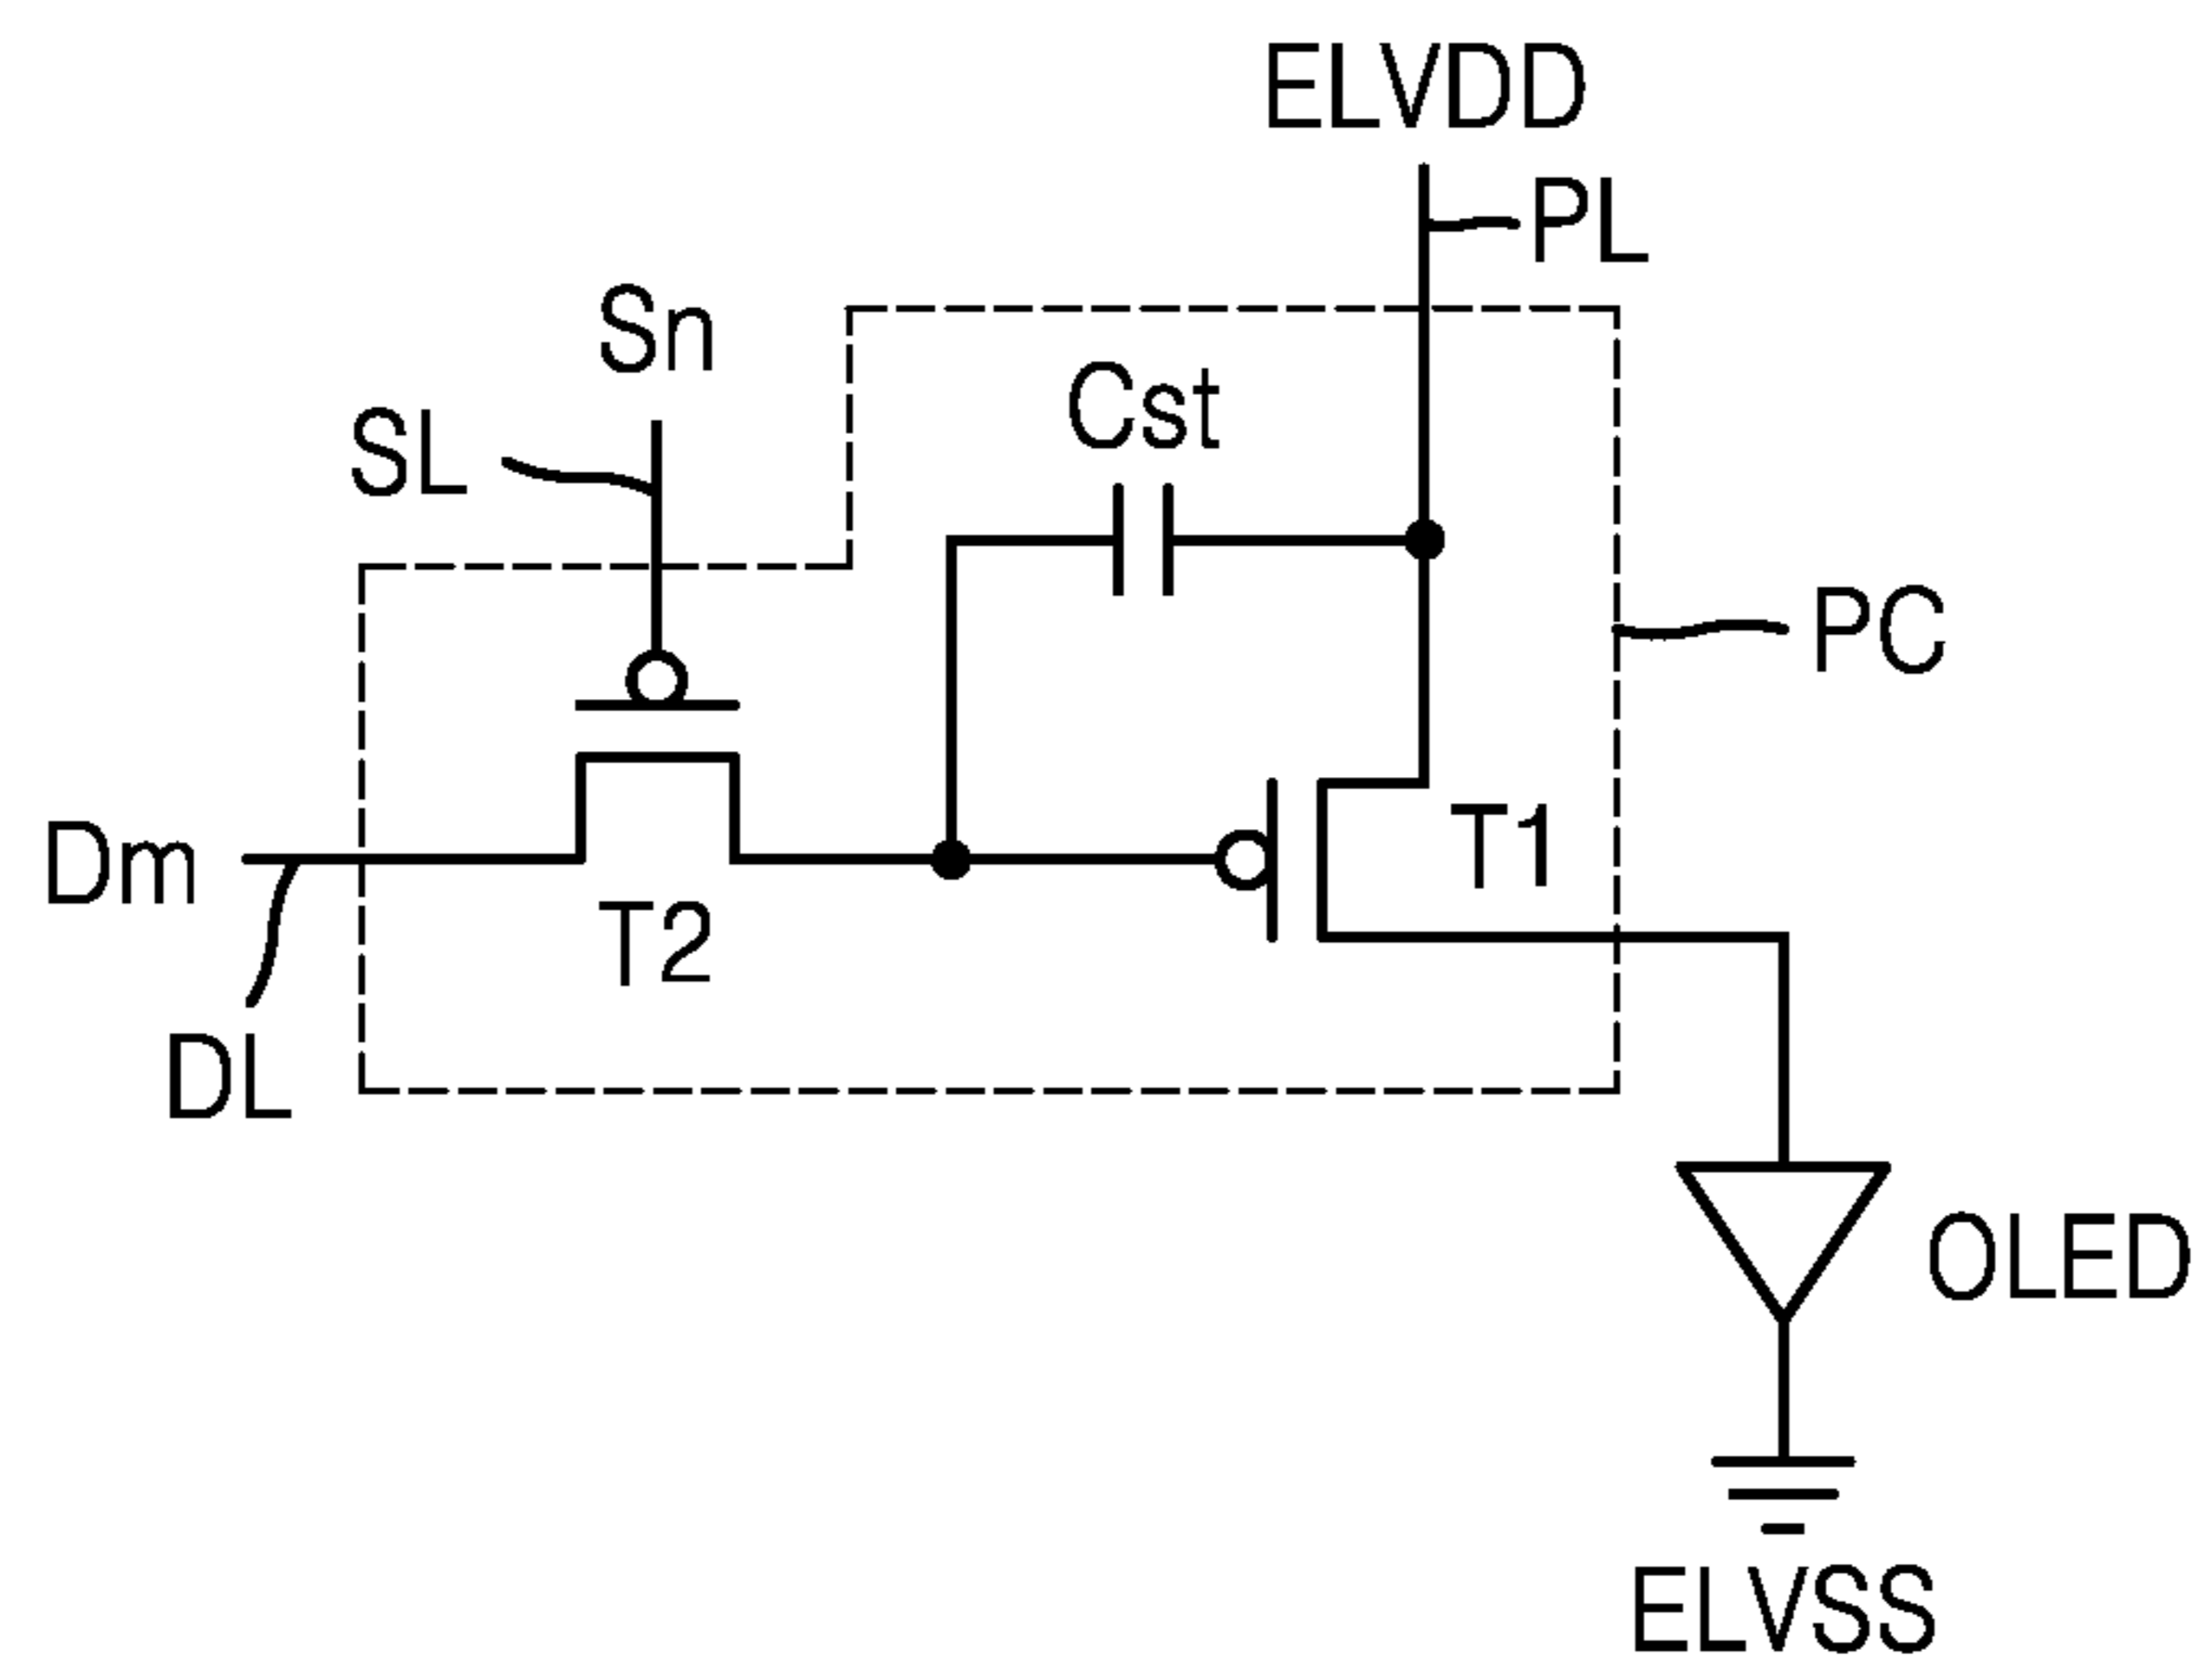 ELVDD
PL
Sn
SL
Cst
PC
Dm
T1
T2
DL
OLED
ELVSS